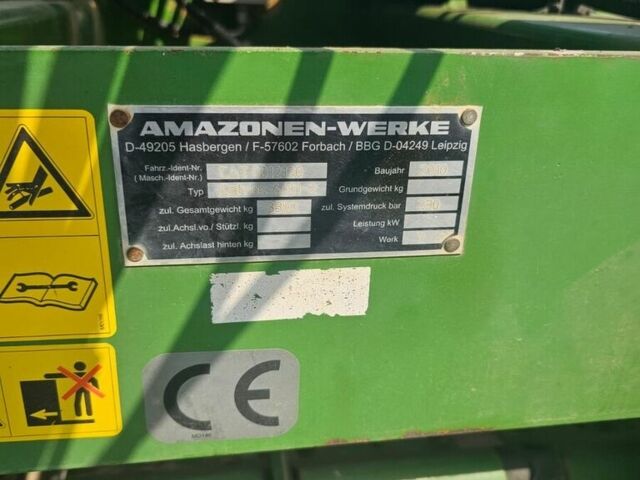 AMAZONEN-WERKE
D-49205 Hasbergen / F-57602 Forbach / BBG D-04249 Leipzig
Fahrz.-Ident-Nr.
( Masch.-Ident-Nr.)
Baujahr
Typ
Grundgewicht kg
zul. Gesamtgewicht kg
zul. Systemdruck bar
zul.Achsl.vo./ Stützl. kg
Leistung kW
zul. Achslast hinten kg
Werk
CE